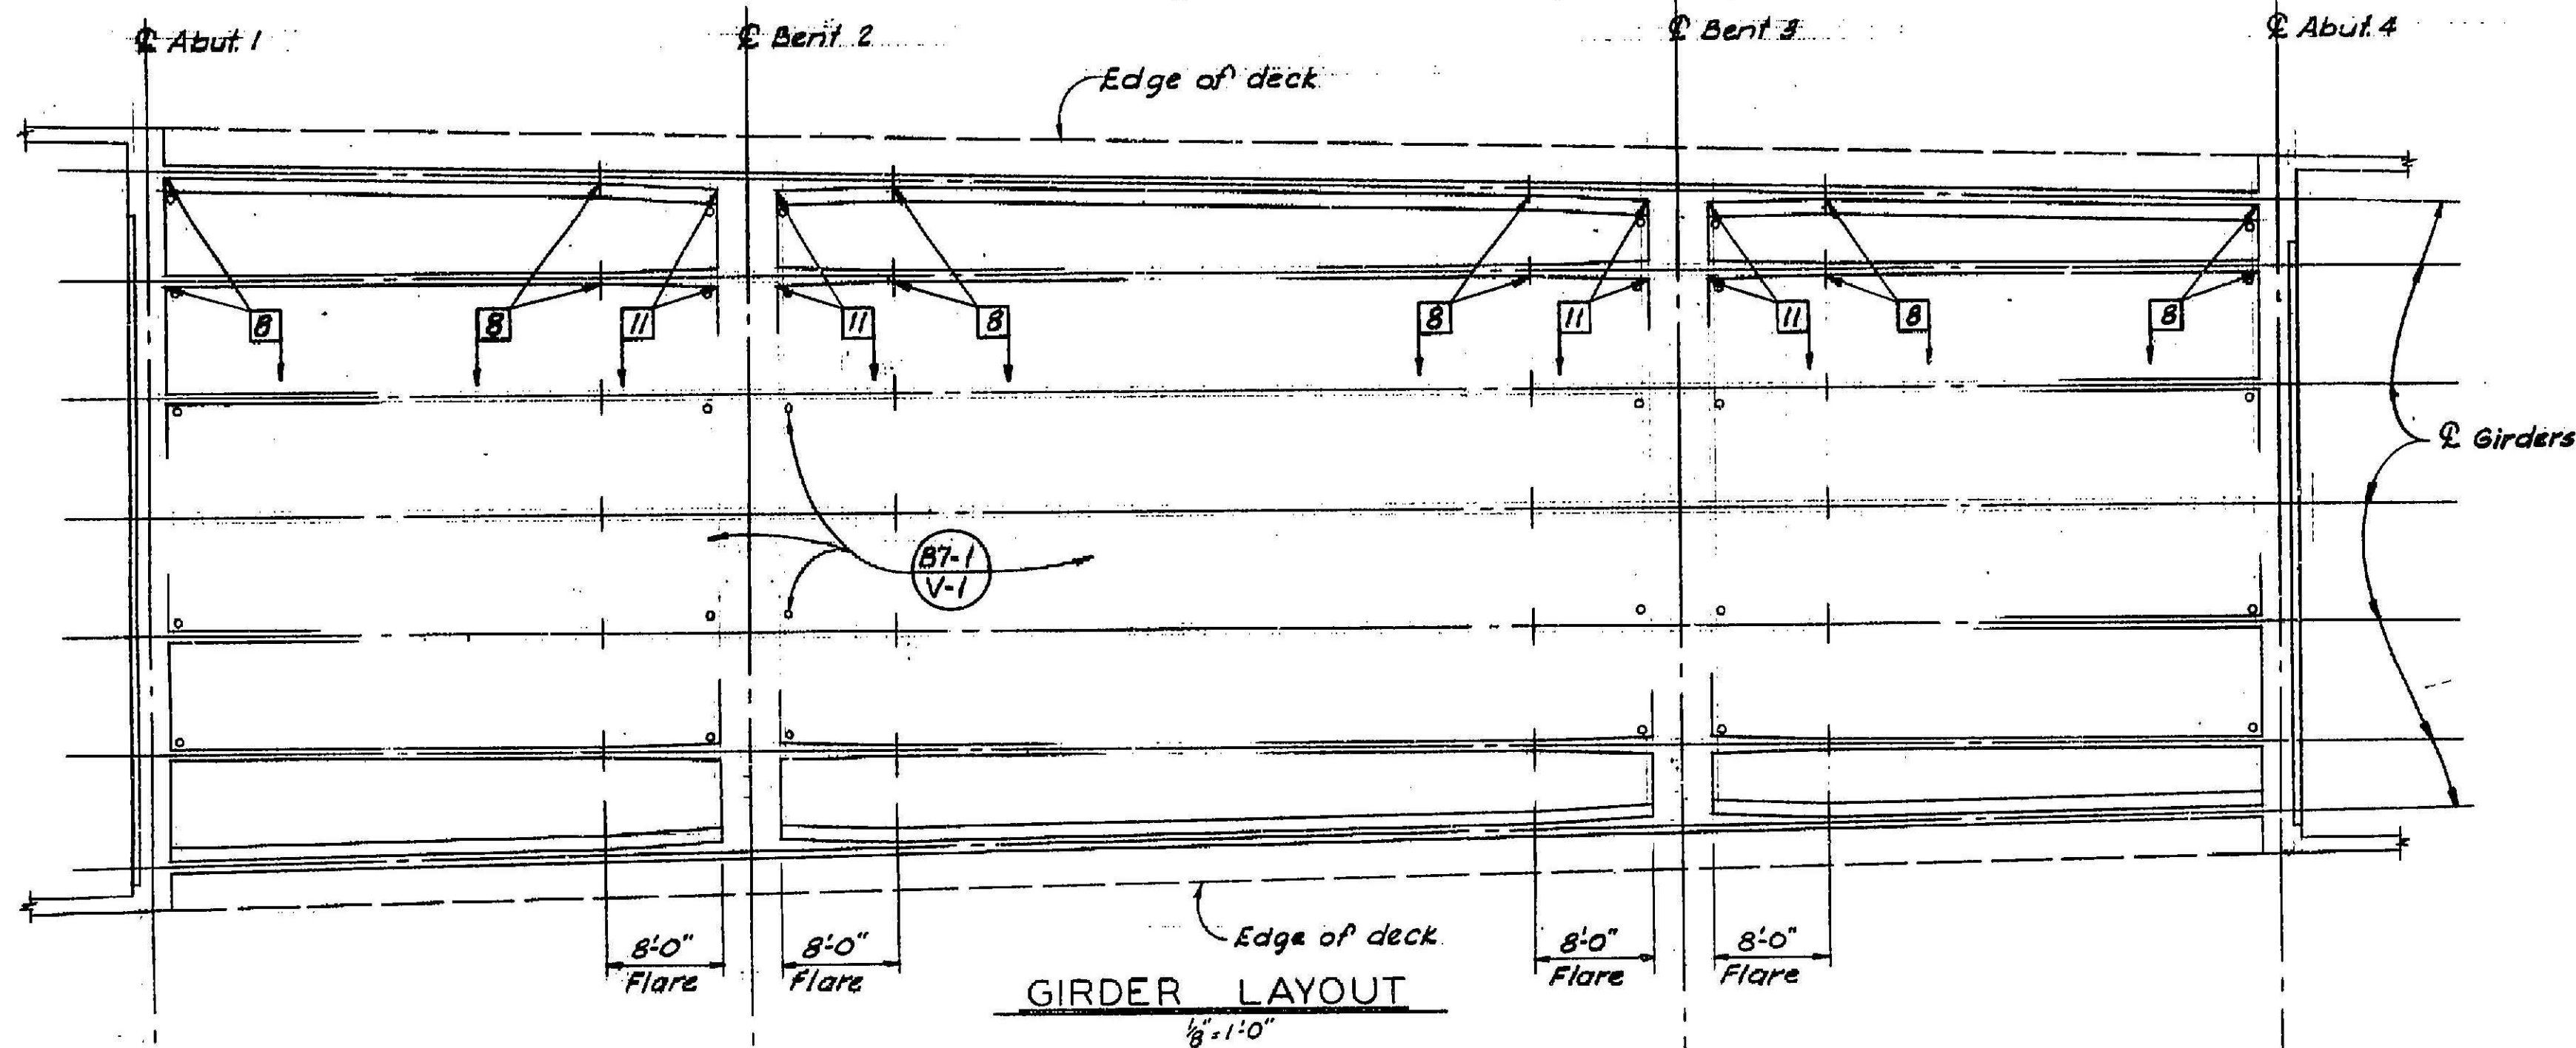 ℄ Abut. 1
℄ Bent 2
℄ Bent 3
℄ Abut. 4
Edge of deck
8
8
11
11
8
8
11
11
8
8
℄ Girders
B7-1
V-1
8'-0"
Flare
8'-0"
Flare
Edge of deck
8'-0"
Flare
8'-0"
Flare
GIRDER LAYOUT
1/8"=1'-0"